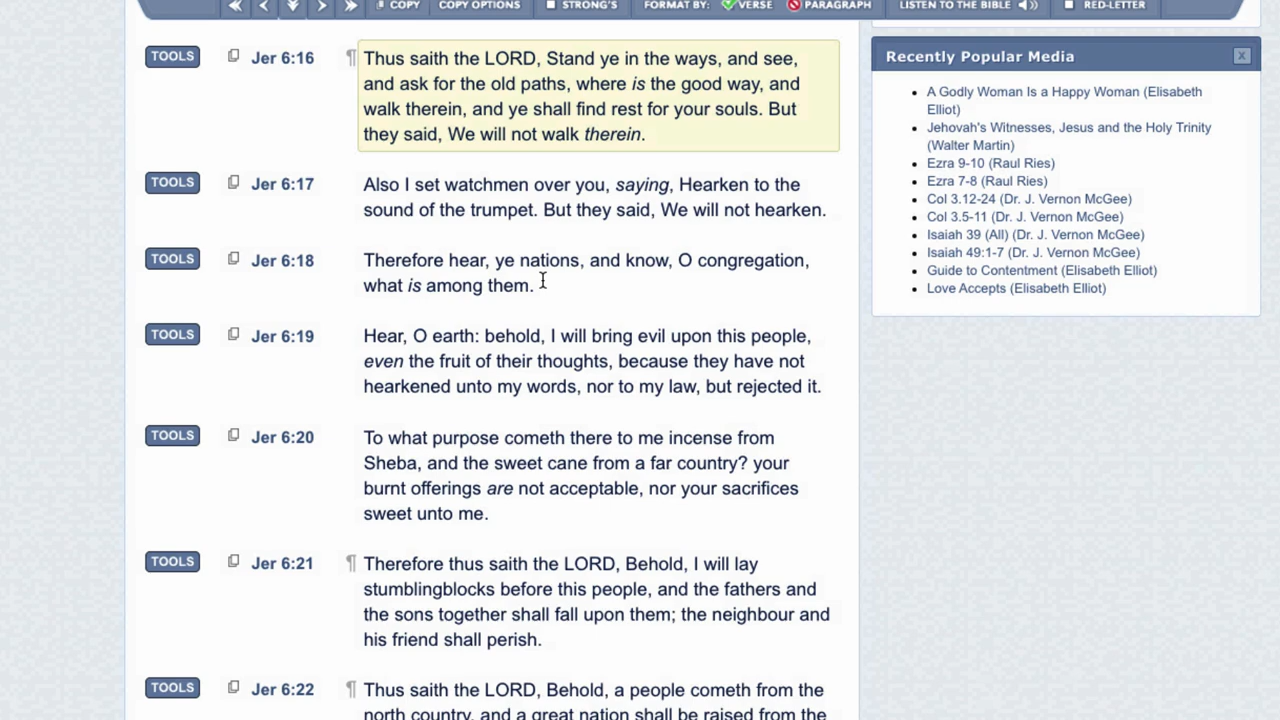 COPY COPY OPTIONS STRONG'S FORMAT BY: VERSE PARAGRAPH LISTEN TO THE BIBLE RED-LETTER
TOOLS Jer 6:16 ¶ Thus saith the LORD, Stand ye in the ways, and see,
and ask for the old paths, where is the good way, and
walk therein, and ye shall find rest for your souls. But
they said, We will not walk therein.
TOOLS Jer 6:17 Also I set watchmen over you, saying, Hearken to the
sound of the trumpet. But they said, We will not hearken.
TOOLS Jer 6:18 Therefore hear, ye nations, and know, O congregation,
what is among them.
TOOLS Jer 6:19 Hear, O earth: behold, I will bring evil upon this people,
even the fruit of their thoughts, because they have not
hearkened unto my words, nor to my law, but rejected it.
TOOLS Jer 6:20 To what purpose cometh there to me incense from
Sheba, and the sweet cane from a far country? your
burnt offerings are not acceptable, nor your sacrifices
sweet unto me.
TOOLS Jer 6:21 ¶ Therefore thus saith the LORD, Behold, I will lay
stumblingblocks before this people, and the fathers and
the sons together shall fall upon them; the neighbour and
his friend shall perish.
TOOLS Jer 6:22 ¶ Thus saith the LORD, Behold, a people cometh from the
north country, and a great nation shall be raised from the
Recently Popular Media
A Godly Woman Is a Happy Woman (Elisabeth
Elliot)
Jehovah's Witnesses, Jesus and the Holy Trinity
(Walter Martin)
Ezra 9-10 (Raul Ries)
Ezra 7-8 (Raul Ries)
Col 3.12-24 (Dr. J. Vernon McGee)
Col 3.5-11 (Dr. J. Vernon McGee)
Isaiah 39 (All) (Dr. J. Vernon McGee)
Isaiah 49:1-7 (Dr. J. Vernon McGee)
Guide to Contentment (Elisabeth Elliot)
Love Accepts (Elisabeth Elliot)